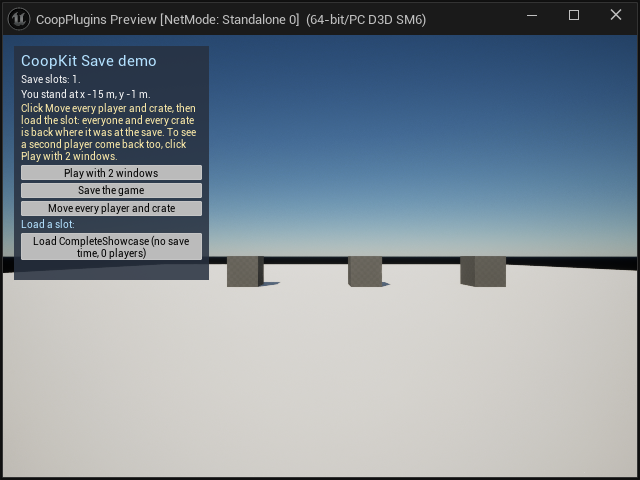 CoopPlugins Preview [NetMode: Standalone 0]  (64-bit/PC D3D SM6)
CoopKit Save demo
Save slots: 1.
You stand at x -15 m, y -1 m.
Click Move every player and crate, then
load the slot: everyone and every crate
is back where it was at the save. To see
a second player come back too, click
Play with 2 windows.
Play with 2 windows
Save the game
Move every player and crate
Load a slot:
Load CompleteShowcase (no save
time, 0 players)